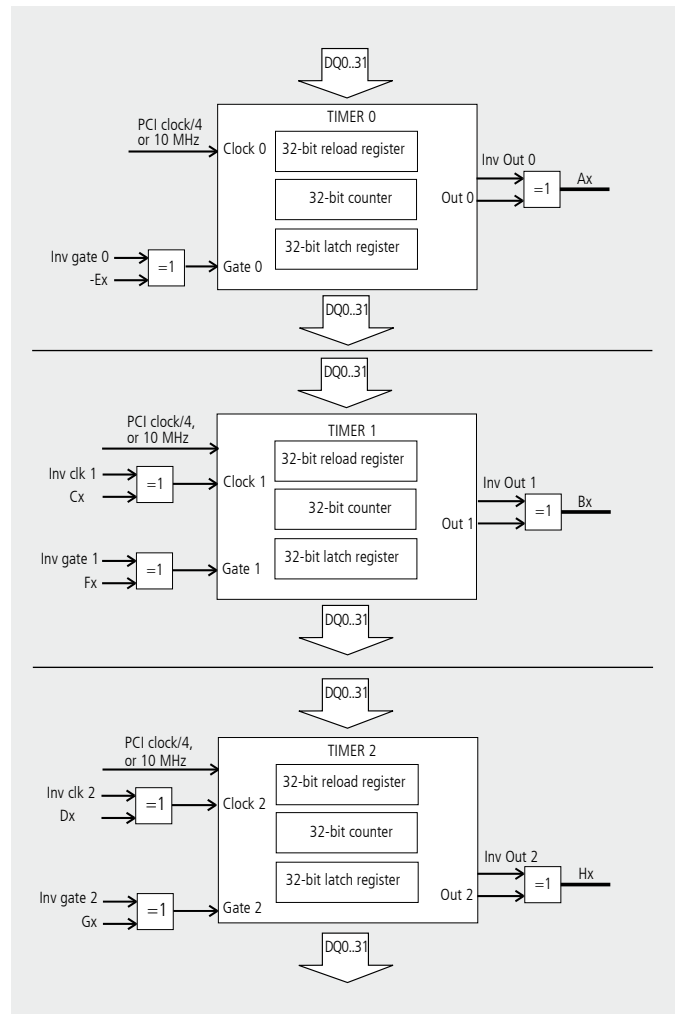 DQ0..31
TIMER 0
PCI clock/4
or 10 MHz
Clock 0
32-bit reload register
Inv Out 0
Ax
=1
32-bit counter
Out 0
32-bit latch register
Inv gate 0
-Ex
=1
Gate 0
DQ0..31
DQ0..31
TIMER 1
PCI clock/4,
or 10 MHz
32-bit reload register
Inv clk 1
Cx
=1
Clock 1
Inv Out 1
Bx
=1
32-bit counter
Out 1
Inv gate 1
Fx
=1
Gate 1
32-bit latch register
DQ0..31
DQ0..31
TIMER 2
PCI clock/4,
or 10 MHz
32-bit reload register
Inv clk 2
Dx
=1
Clock 2
32-bit counter
Inv Out 2
Hx
=1
32-bit latch register
Out 2
Inv gate 2
Gx
=1
Gate 2
DQ0..31